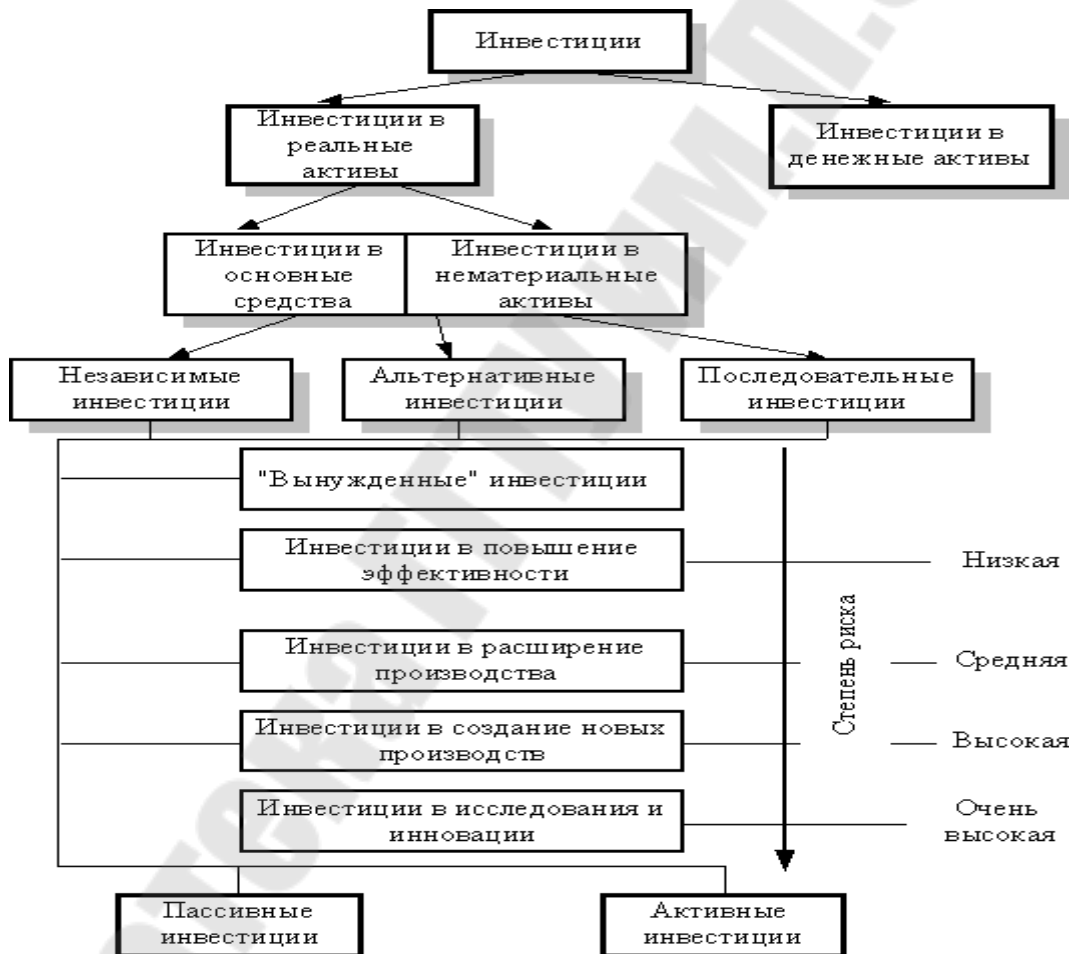 Инвестиции
Инвестиции в
реальные
активы
Инвестиции в
денежные активы
Инвестиции в
основные
средства
Инвестиции в
нематериальные
активы
Независимые
инвестиции
Альтернативные
инвестиции
Последовательные
инвестиции
"Вынужденные" инвестиции
Инвестиции в повышение
эффективности
Низкая
Инвестиции в расширение
производства
Средняя
Степень риска
Инвестиции в создание новых
производств
Высокая
Инвестиции в исследования и
инновации
Очень
высокая
Пассивные
инвестиции
Активные
инвестиции